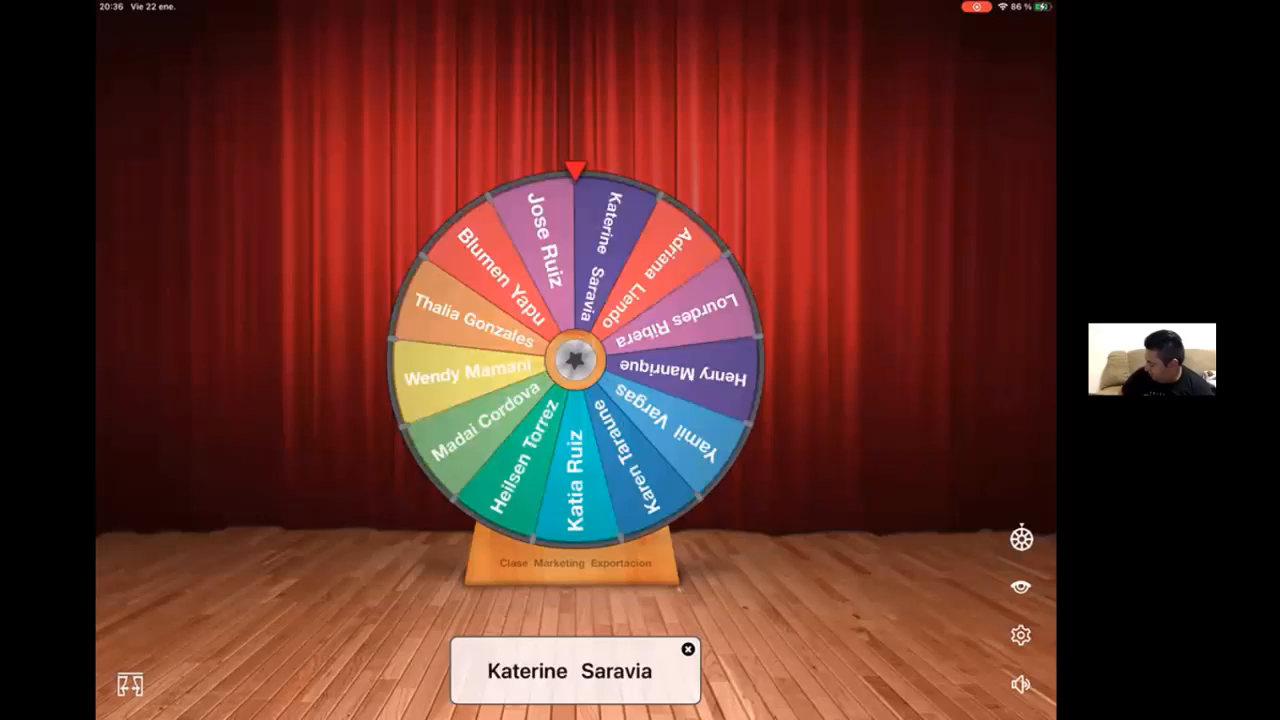 20:36 Vie 22 ene.
86 %
Jose Ruiz
Katerine Saravia
Adriana Liendo
Lourdes Ribera
Henry Manrique
Yamil Vargas
Karen Taraune
Katia Ruiz
Heilsen Torrez
Madai Cordova
Wendy Mamani
Thalia Gonzales
Blumen Yapu
Clase Marketing Exportacion
Katerine Saravia